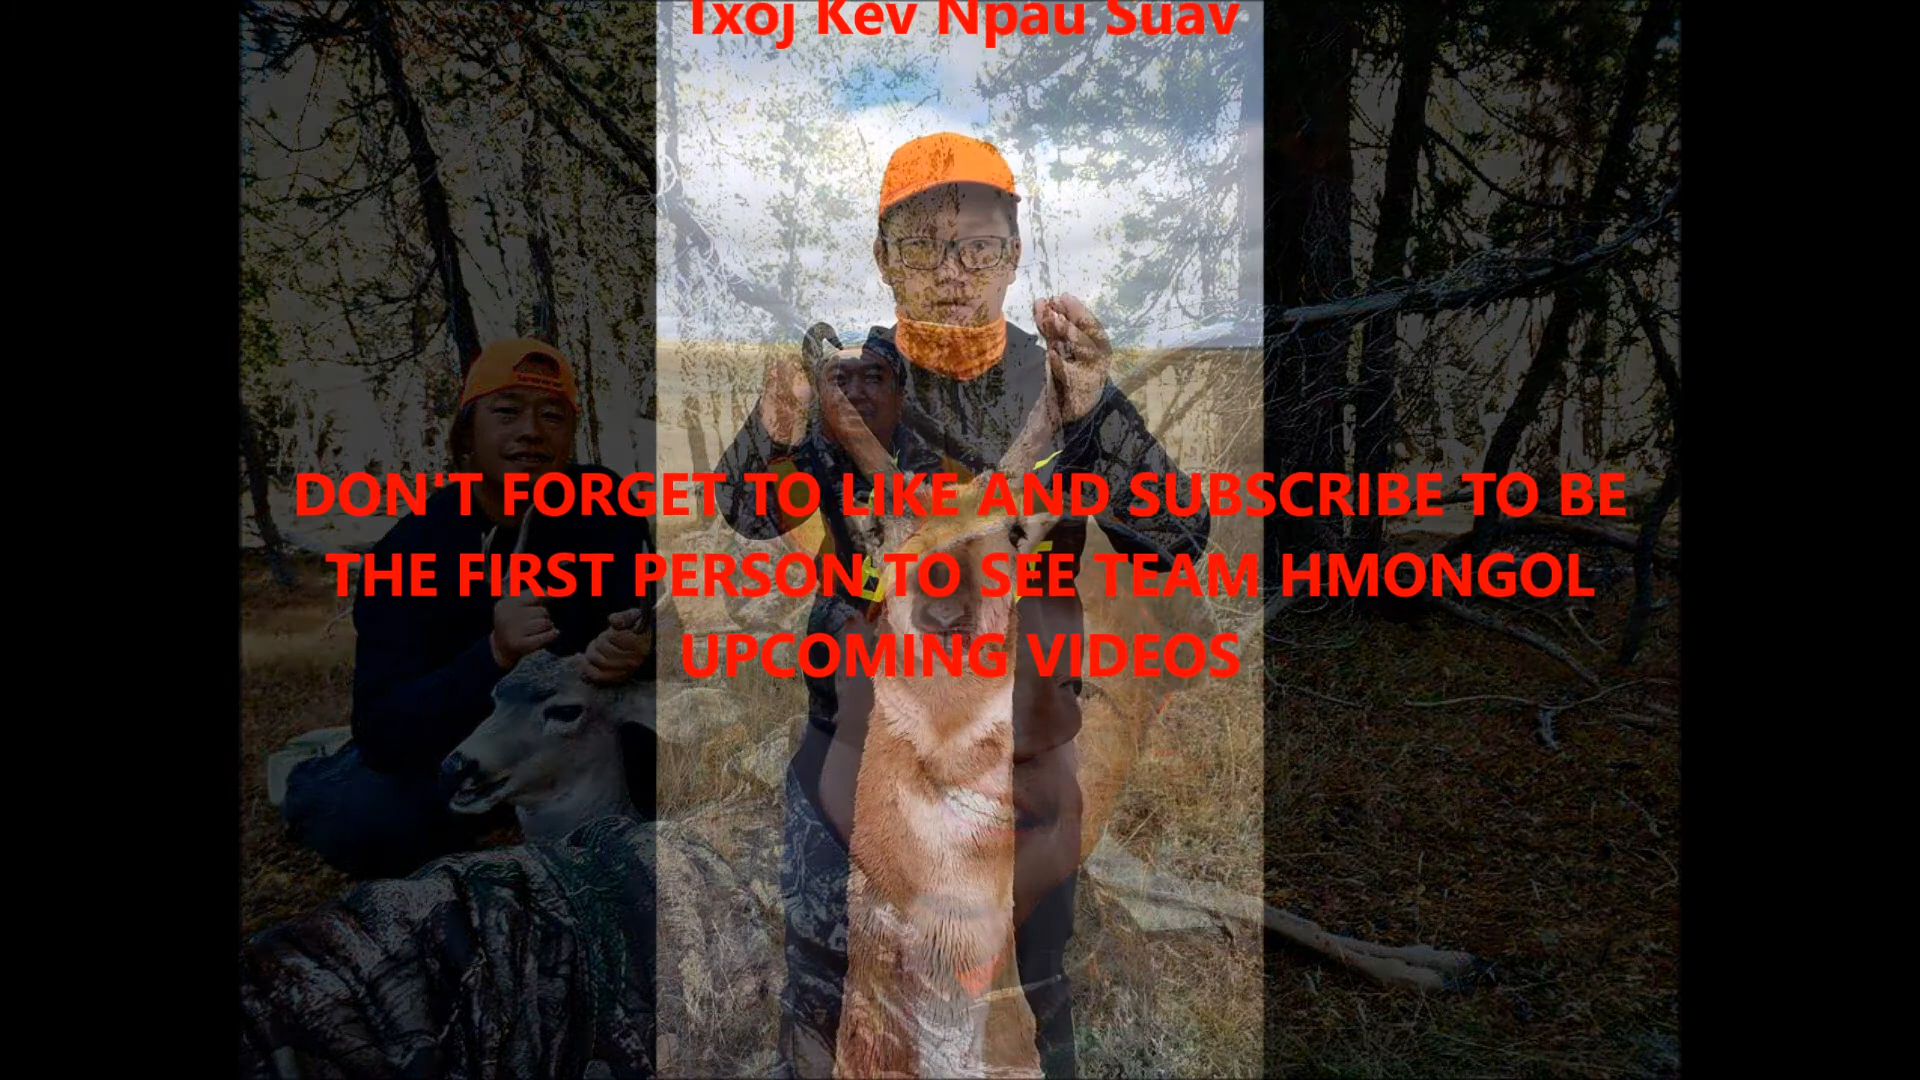 Txoj Kev Npau Suav
DON'T FORGET TO LIKE AND SUBSCRIBE TO BE
THE FIRST PERSON TO SEE TEAM HMONGOL
UPCOMING VIDEOS